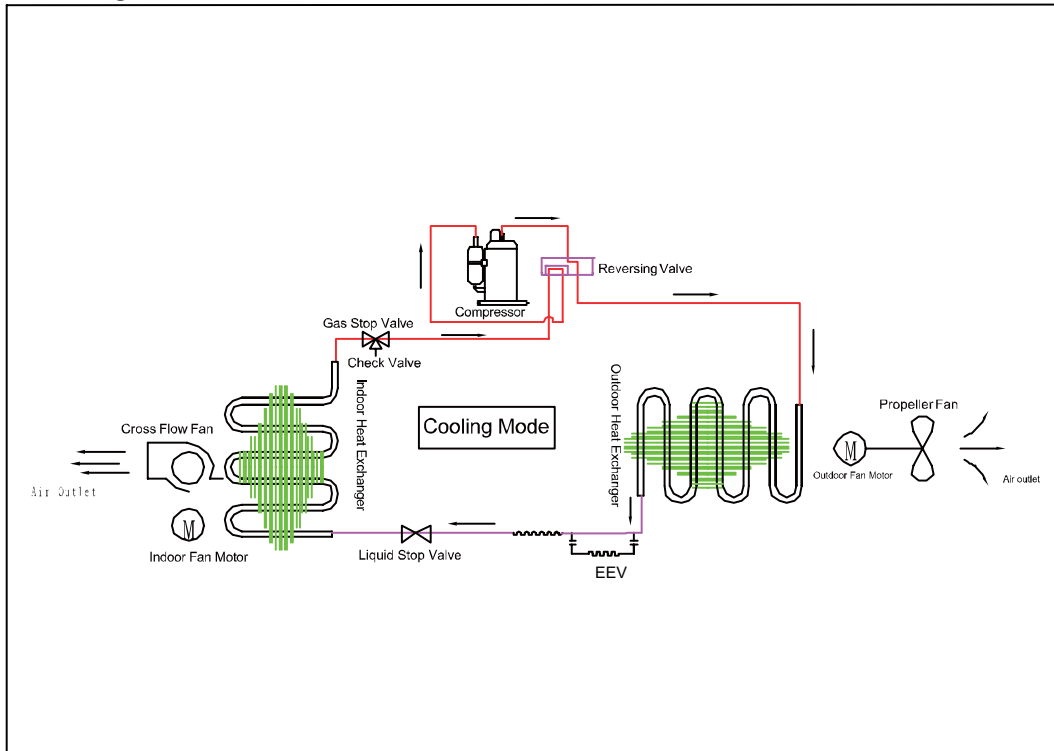 Reversing Valve
Compressor
Gas Stop Valve
Check Valve
Indoor Heat Exchanger
Outdoor Heat Exchanger
Cooling Mode
Cross Flow Fan
Air Outlet
M
Indoor Fan Motor
Liquid Stop Valve
EEV
Propeller Fan
M
Outdoor Fan Motor
Air outlet